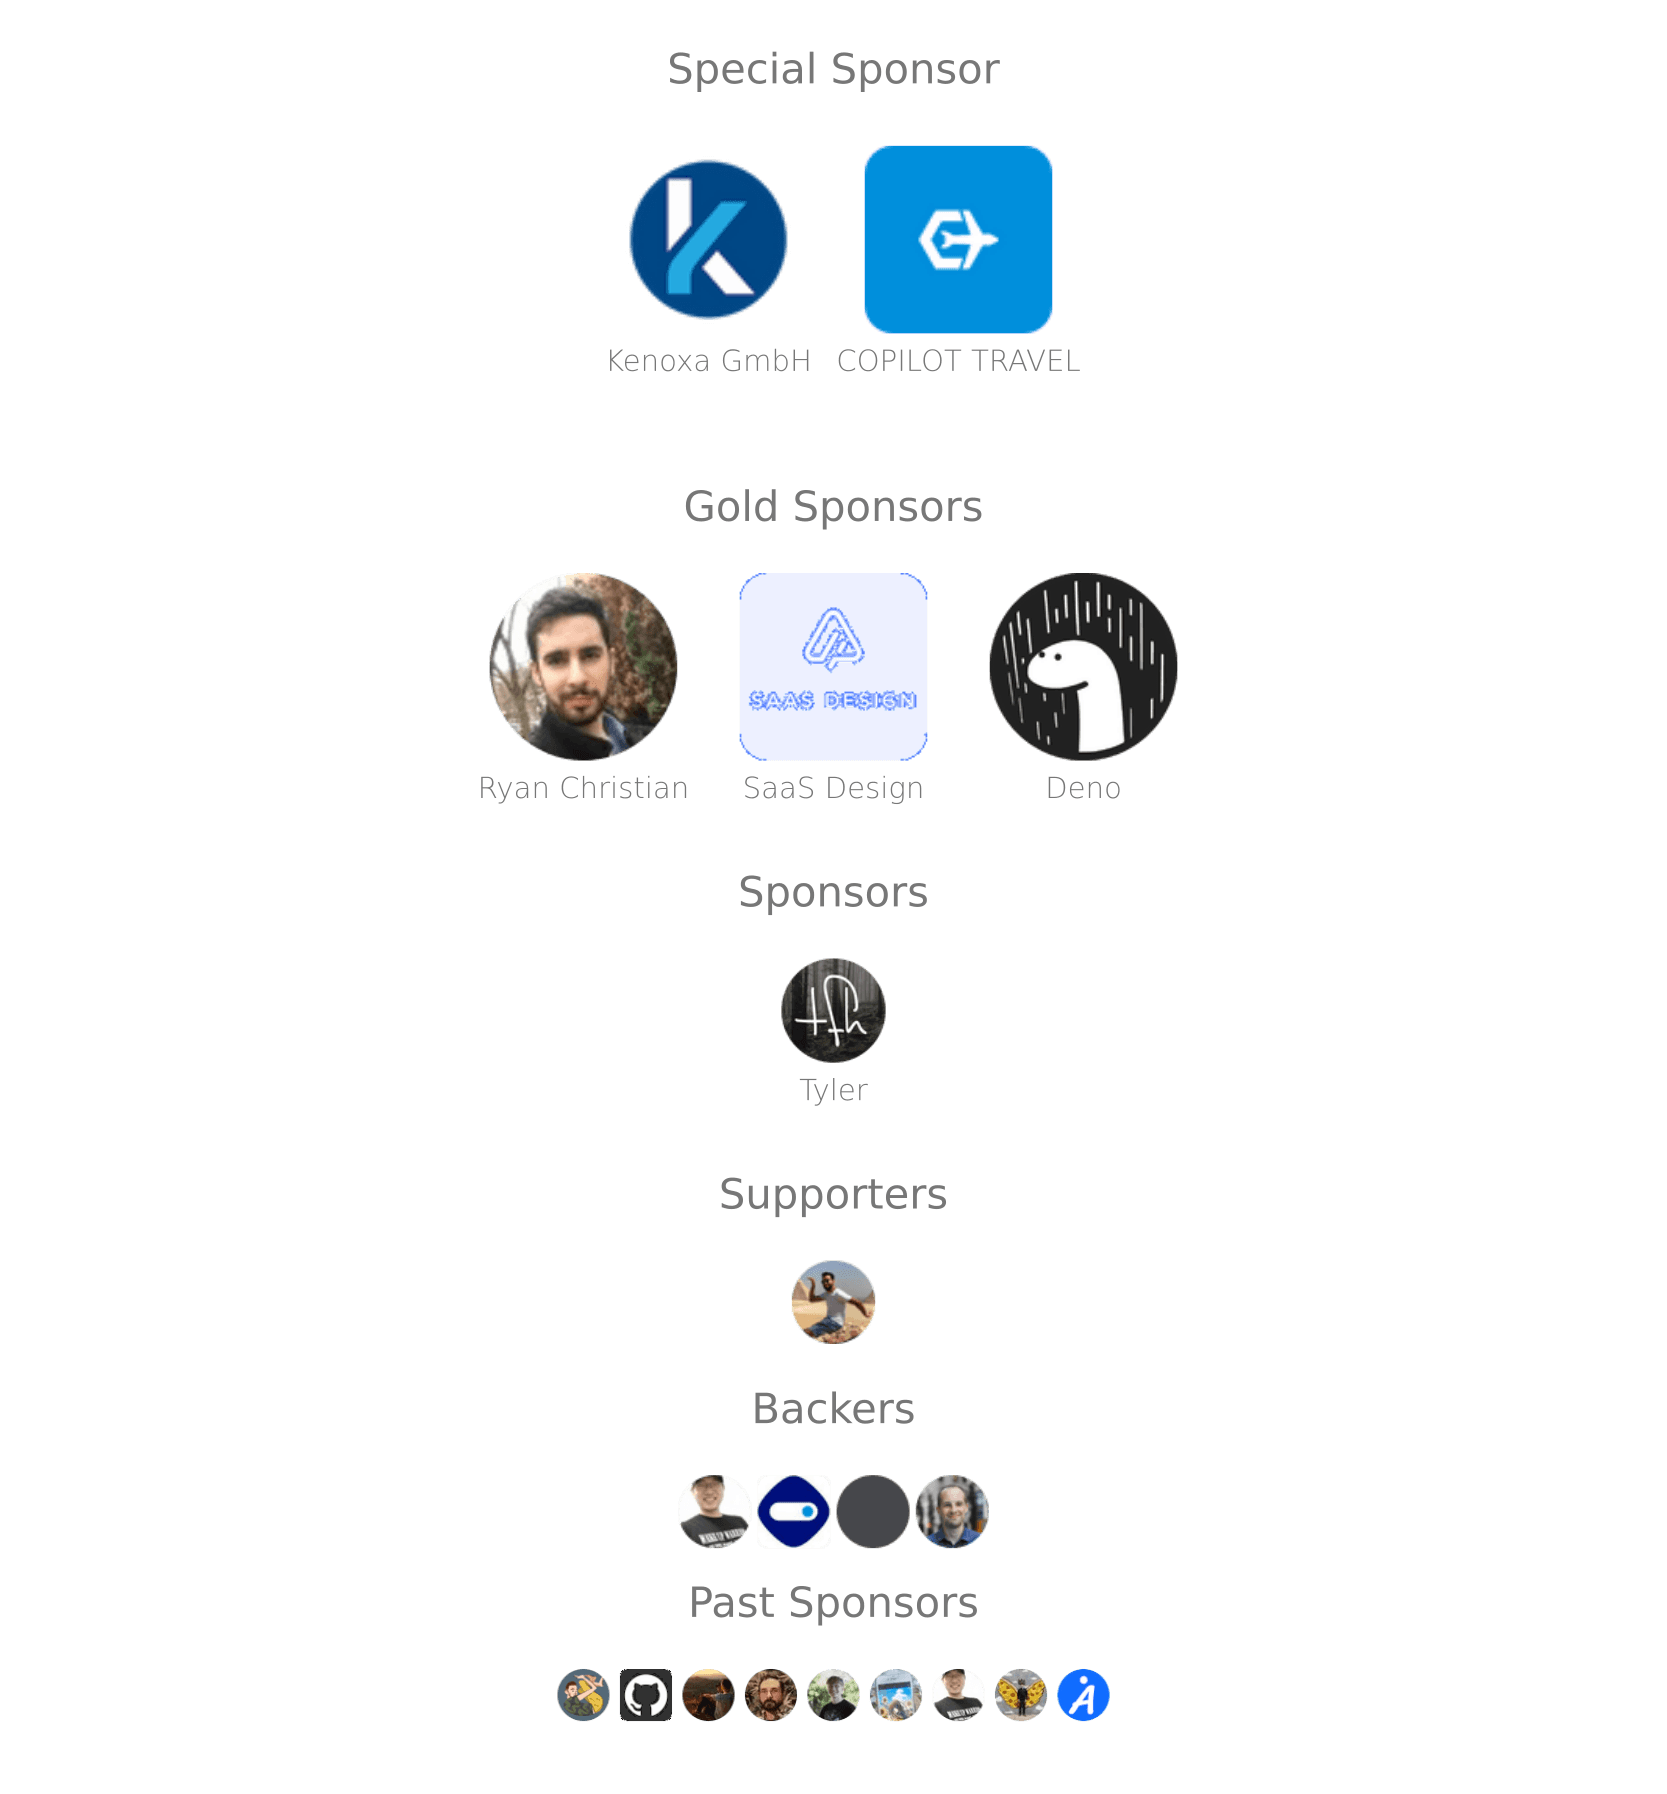 Special Sponsor
Kenoxa GmbH COPILOT TRAVEL
Gold Sponsors
SAAS DESIGN
Ryan Christian SaaS Design Deno
Sponsors
tfh
Tyler
Supporters
Backers
Past Sponsors